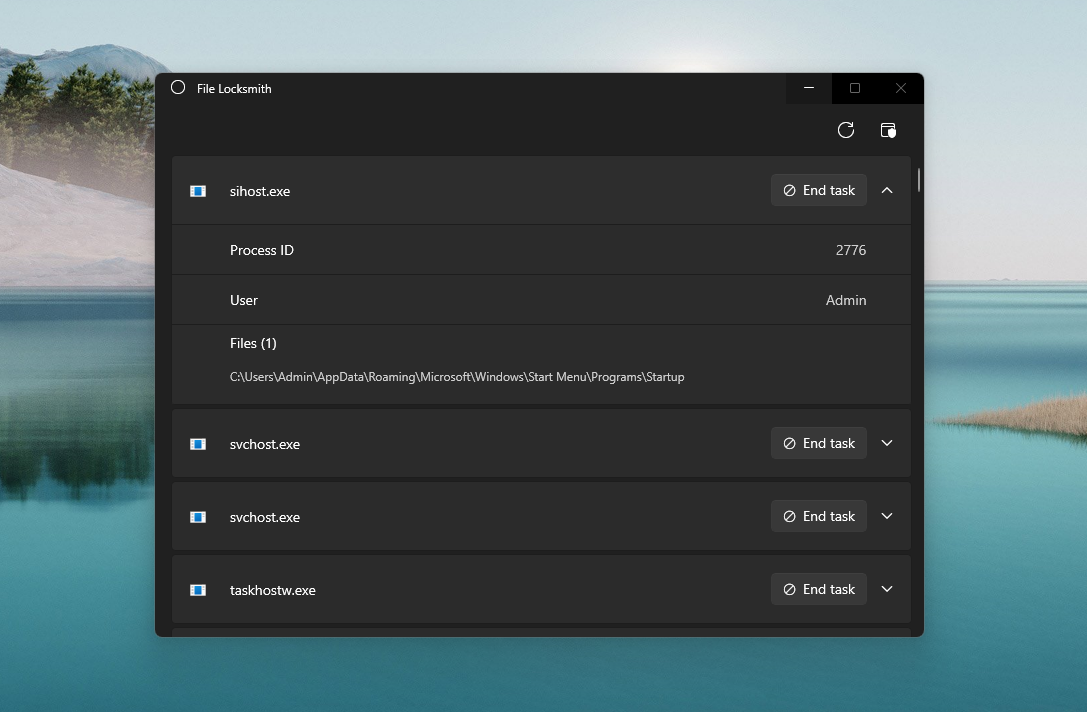 File Locksmith
sihost.exe End task
Process ID 2776
User Admin
Files (1)
C:\Users\Admin\AppData\Roaming\Microsoft\Windows\Start Menu\Programs\Startup
svchost.exe End task
svchost.exe End task
taskhostw.exe End task